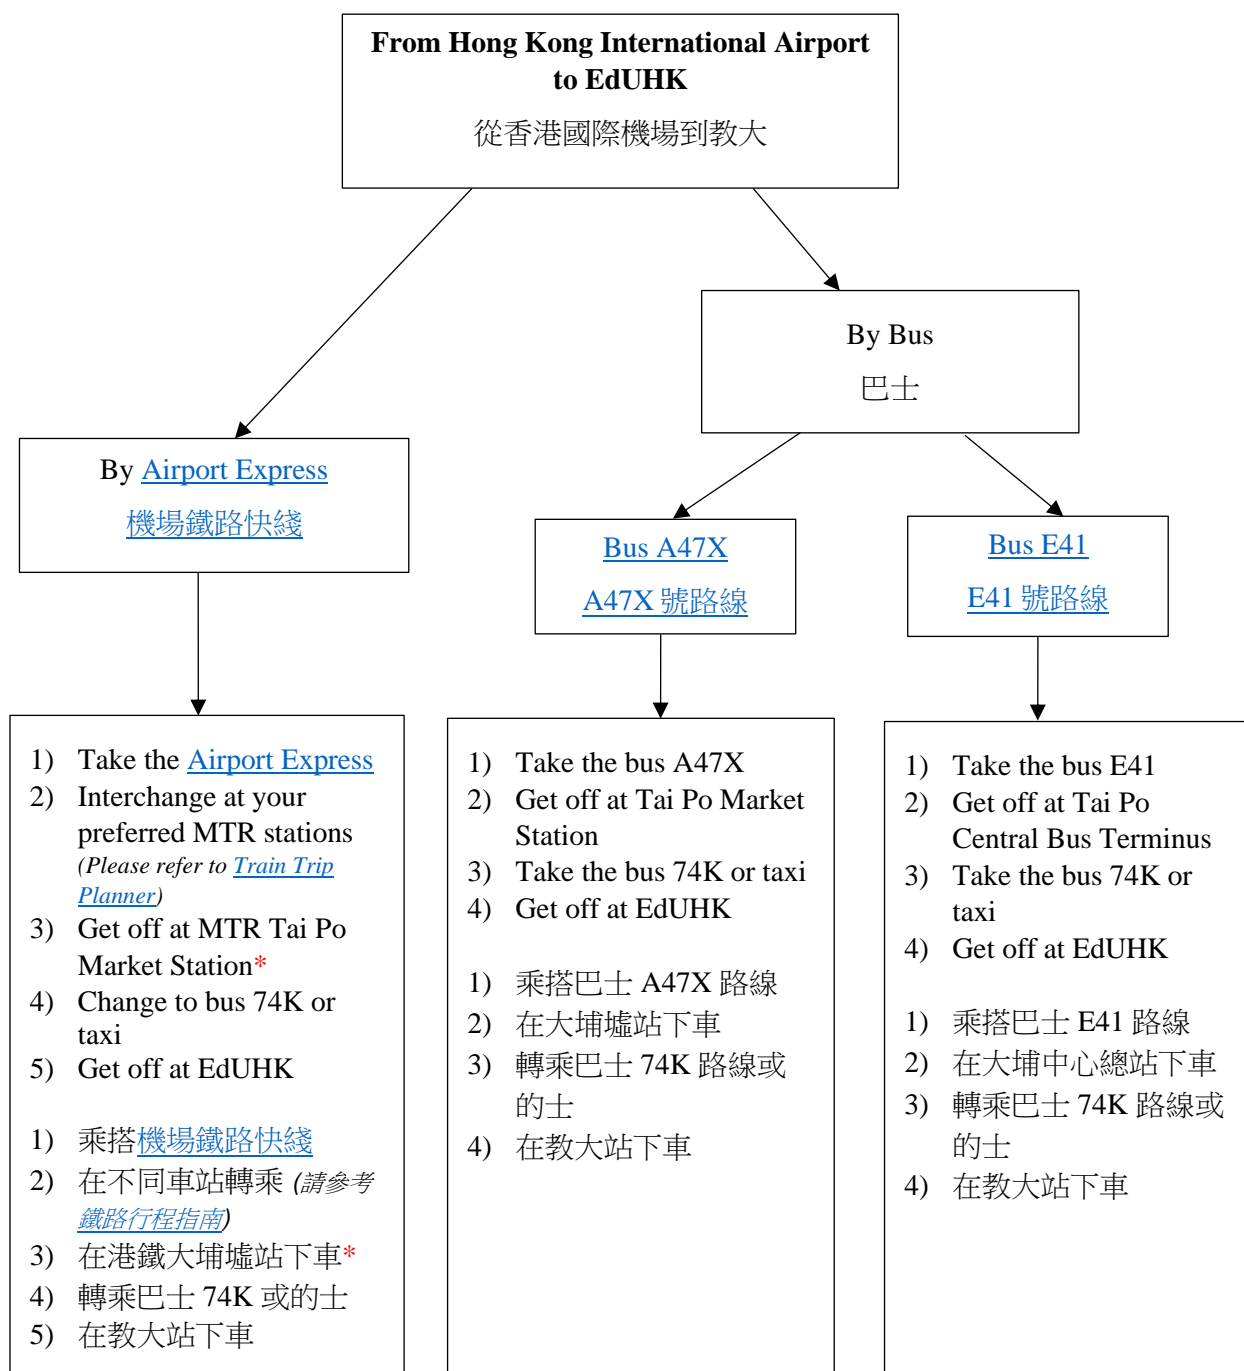 From Hong Kong International Airport
to EdUHK
從香港國際機場到教大
By Bus
巴士
By Airport Express
機場鐵路快綫
Bus A47X
A47X 號路線
Bus E41
E41 號路線
1) Take the Airport Express
2) Interchange at your
preferred MTR stations
(Please refer to Train Trip
Planner)
3) Get off at MTR Tai Po
Market Station*
4) Change to bus 74K or
taxi
5) Get off at EdUHK
1) 乘搭機場鐵路快綫
2) 在不同車站轉乘 (請參考
鐵路行程指南)
3) 在港鐵大埔墟站下車*
4) 轉乘巴士 74K 或的士
5) 在教大站下車
1) Take the bus A47X
2) Get off at Tai Po Market
Station
3) Take the bus 74K or taxi
4) Get off at EdUHK
1) 乘搭巴士 A47X 路線
2) 在大埔墟站下車
3) 轉乘巴士 74K 路線或
的士
4) 在教大站下車
1) Take the bus E41
2) Get off at Tai Po
Central Bus Terminus
3) Take the bus 74K or
taxi
4) Get off at EdUHK
1) 乘搭巴士 E41 路線
2) 在大埔中心總站下車
3) 轉乘巴士 74K 路線或
的士
4) 在教大站下車